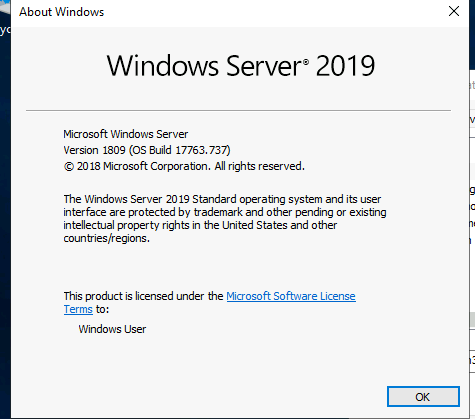 About Windows
Windows Server® 2019
Microsoft Windows Server
Version 1809 (OS Build 17763.737)
© 2018 Microsoft Corporation. All rights reserved.
The Windows Server 2019 Standard operating system and its user
interface are protected by trademark and other pending or existing
intellectual property rights in the United States and other
countries/regions.
This product is licensed under the Microsoft Software License
Terms to:
Windows User
OK